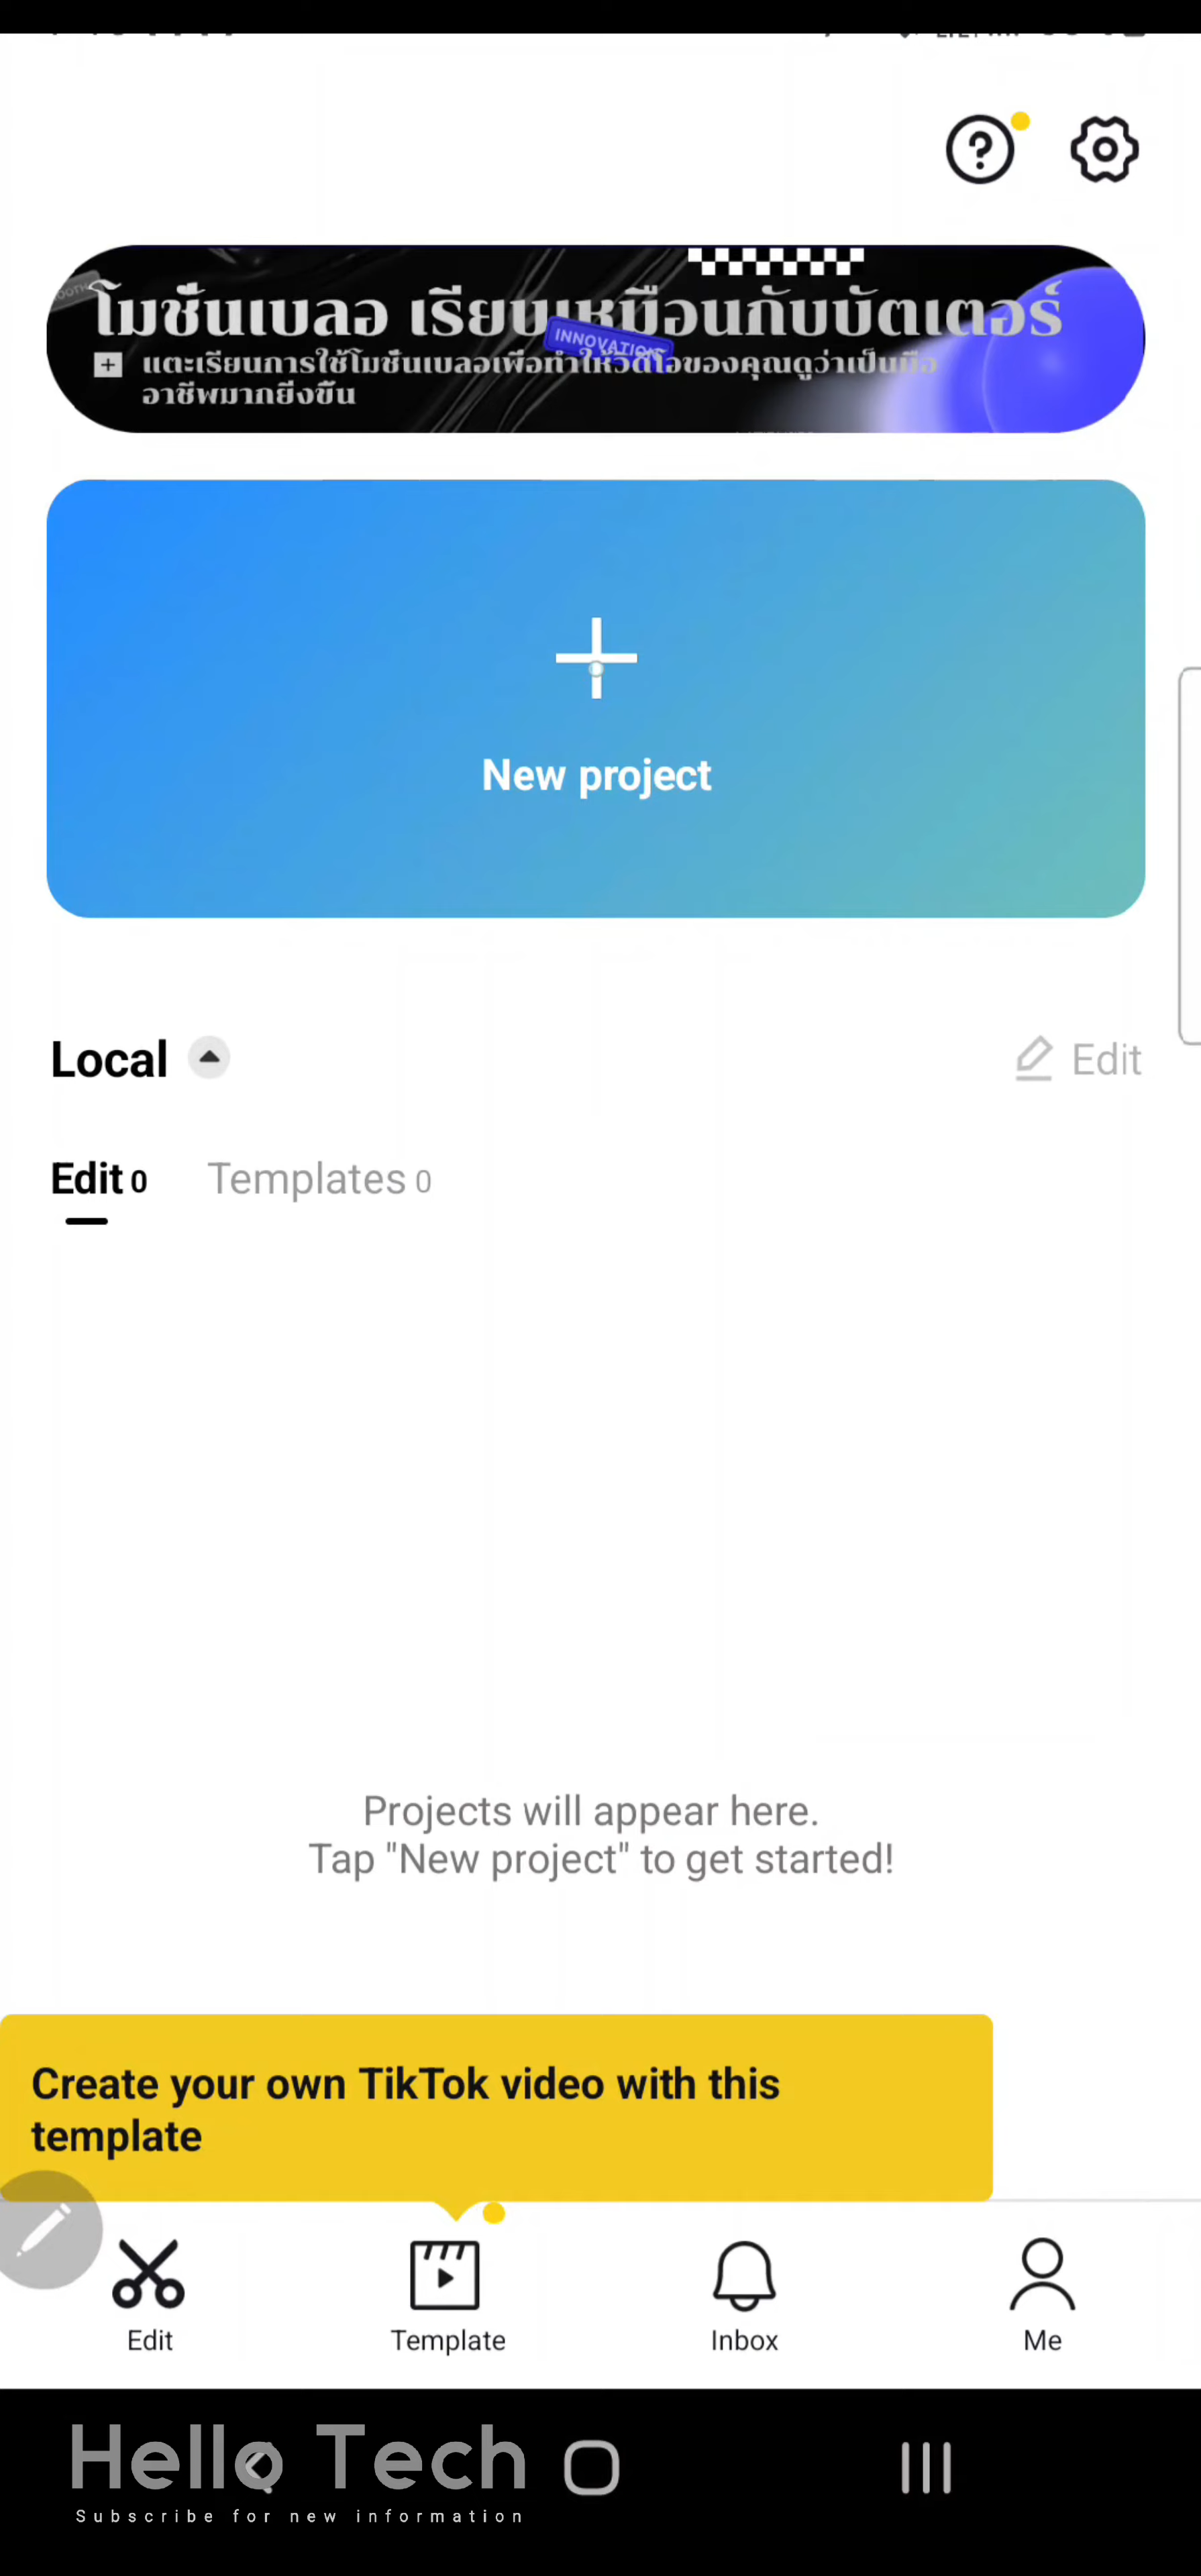 โมชั่นเบลอ เรียนเหมือนกับบัตเตอร์
INNOVATION
แตะเรียนการใช้โมชั่นเบลอเพื่อทำให้วิดีโอของคุณดูว่าเป็นมือ
อาชีพมากยิ่งขึ้น
New project
Local
Edit
Edit 0 Templates 0
Projects will appear here.
Tap "New project" to get started!
Create your own TikTok video with this
template
Edit Template Inbox Me
Hello Tech
Subscribe for new information